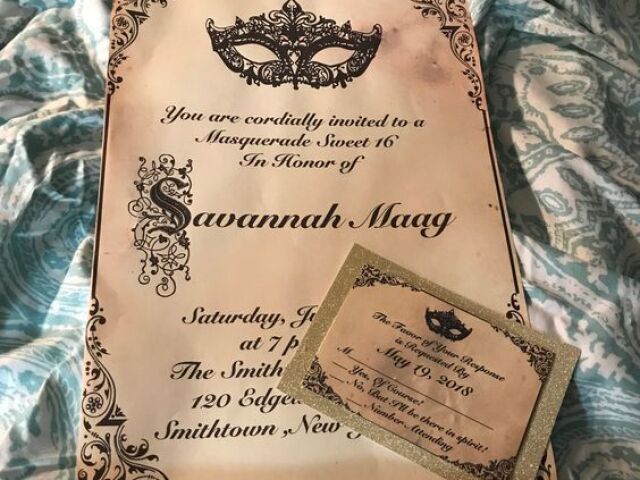 You are cordially invited to a
Masquerade Sweet 16
In Honor of
Savannah Maag
Saturday,
at 7
The Smith
120
Smithtown ,New
The Favor of Your Response
is Requested By
May 19, 2018
M
Yes, Of Course!
No, But I'll be there in spirit!
Number Attending